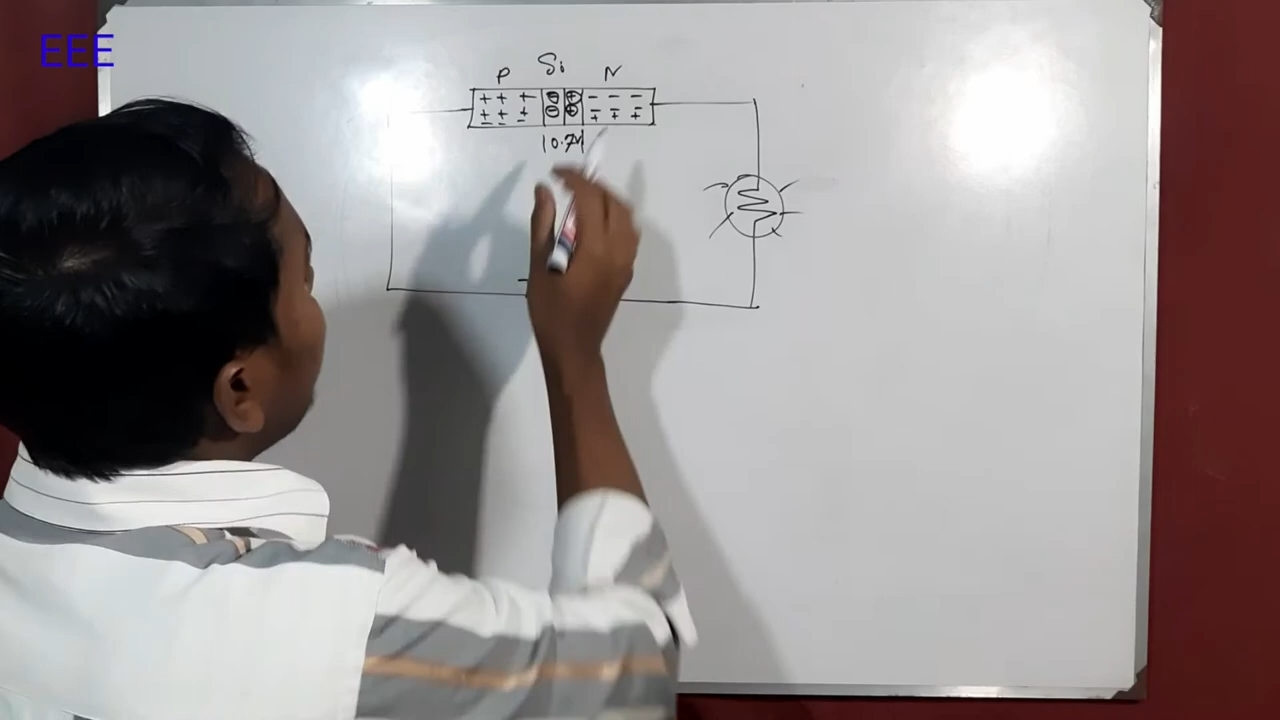 EEE
Si
P N
+ + + - - -
0.7V